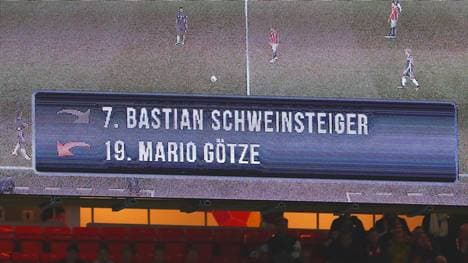 7. BASTIAN SCHWEINSTEIGER
19. MARIO GÖTZE